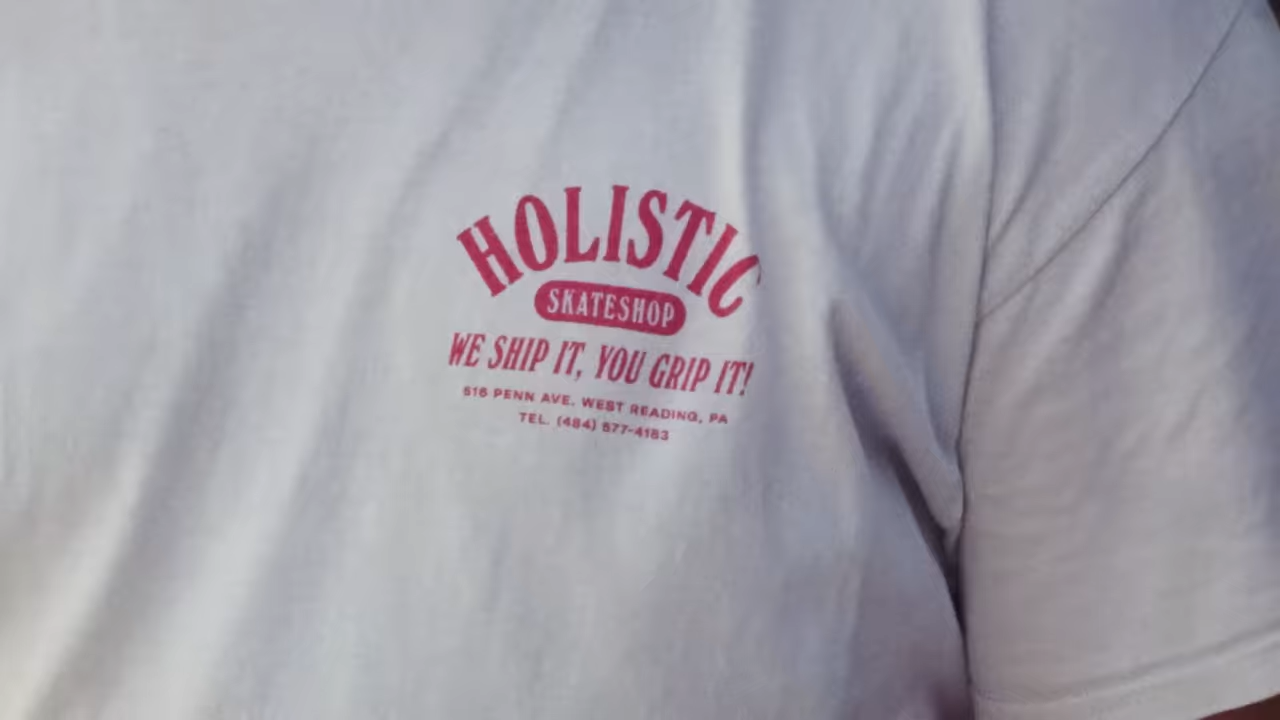 HOLISTIC
SKATESHOP
WE SHIP IT, YOU GRIP IT!
516 PENN AVE. WEST READING, PA
TEL. (484) 577-4183